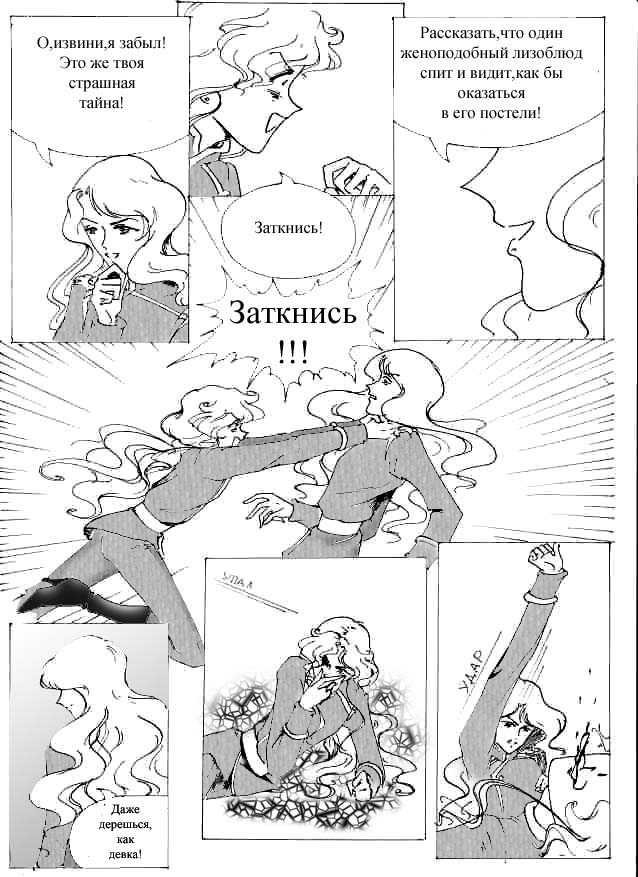 О,извини,я забыл!
Это же твоя
страшная
тайна!
Заткнись!
Рассказать,что один
женоподобный лизоблюд
спит и видит,как бы
оказаться
в его постели!
Заткнись
!!!
УДАР
УПАЛ
Даже
дерешься,
как
девка!